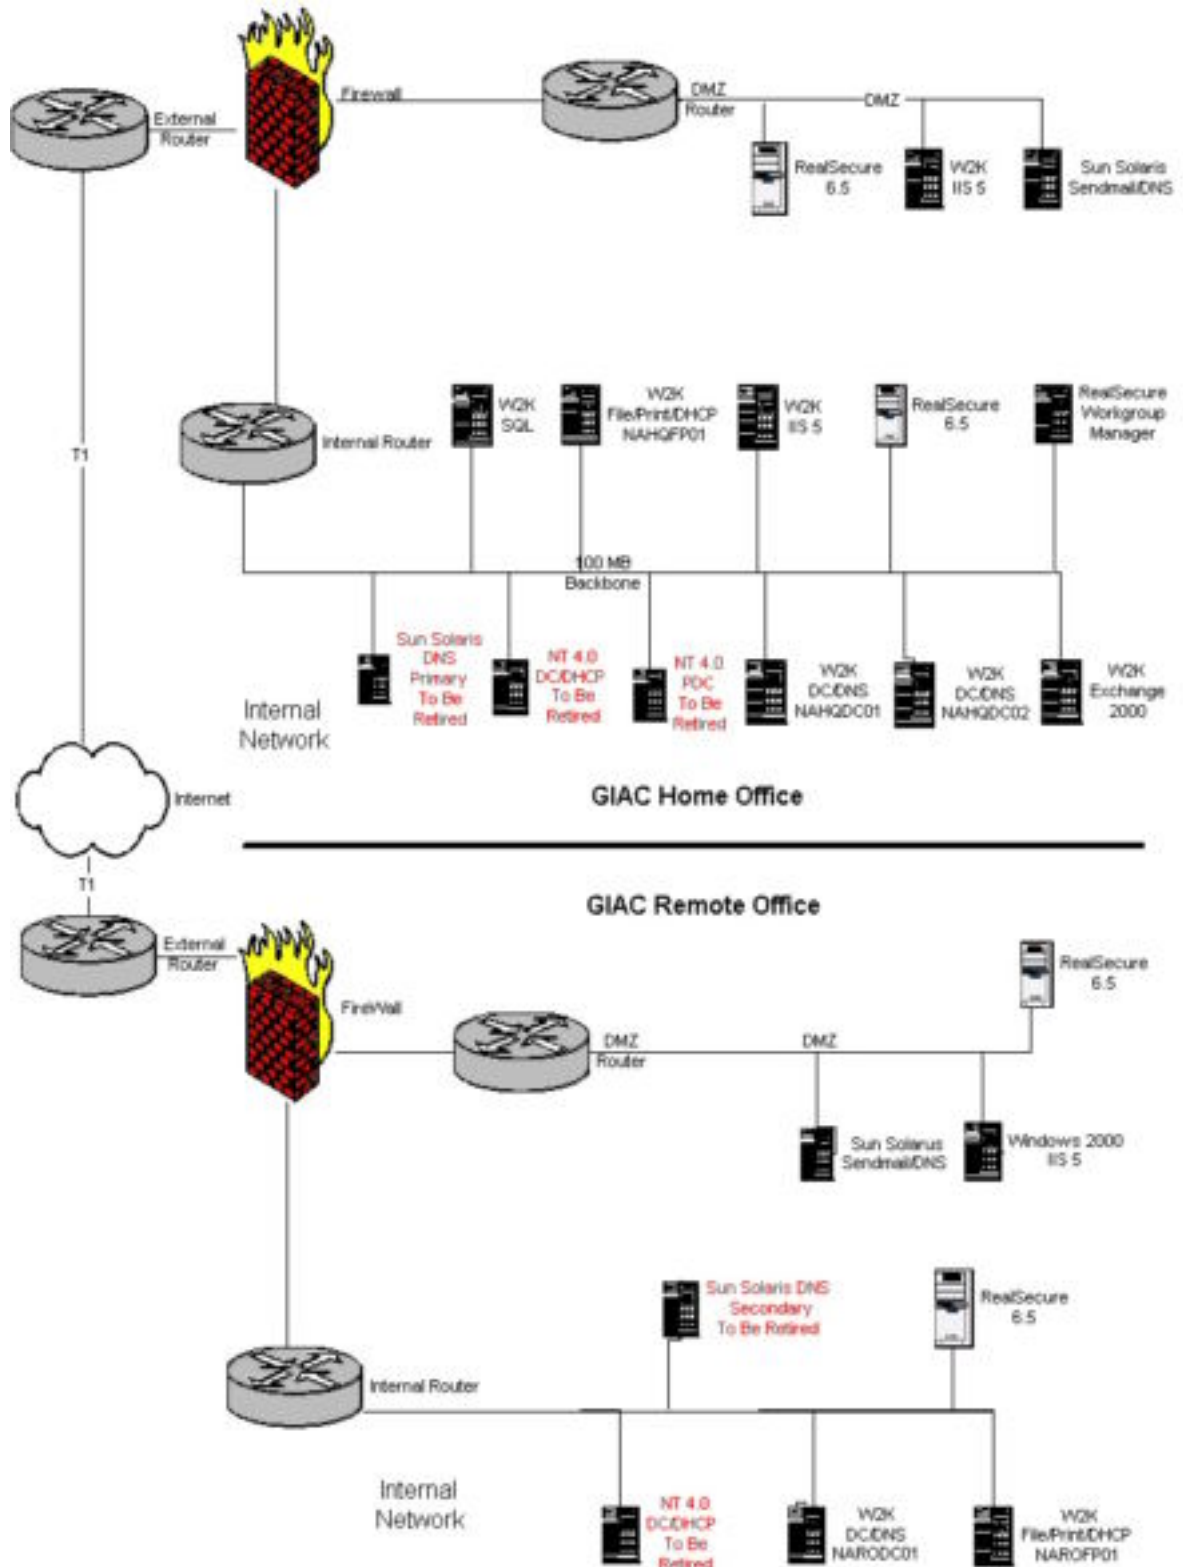 Firewall
DMZ
Router
DMZ
External
Router
RealSecure
6.5
W2K
IIS 5
Sun Solaris
Sendmail/DNS
W2K
SQL
W2K
File/Print/DHCP
NAHQFP01
W2K
IIS 5
RealSecure
6.5
RealSecure
Workgroup
Manager
Internal Router
T1
100 MB
Backbone
Sun Solaris
DNS
Primary
To Be
Retired
NT 4.0
DC/DHCP
To Be
Retired
NT 4.0
PDC
To Be
Retired
W2K
DC/DNS
NAHQDC01
W2K
DC/DNS
NAHQDC02
W2K
Exchange
2000
Internal
Network
Internet
GIAC Home Office
T1
GIAC Remote Office
External
Router
FireWall
RealSecure
6.5
DMZ
Router
DMZ
Sun Solarus
Sendmail/DNS
Windows 2000
IIS 5
Sun Solaris DNS
Secondary
To Be Retired
RealSecure
6.5
Internal Router
Internal
Network
NT 4.0
DC/DHCP
To Be
Retired
W2K
DC/DNS
NARODC01
W2K
File/Print/DHCP
NAROFP01